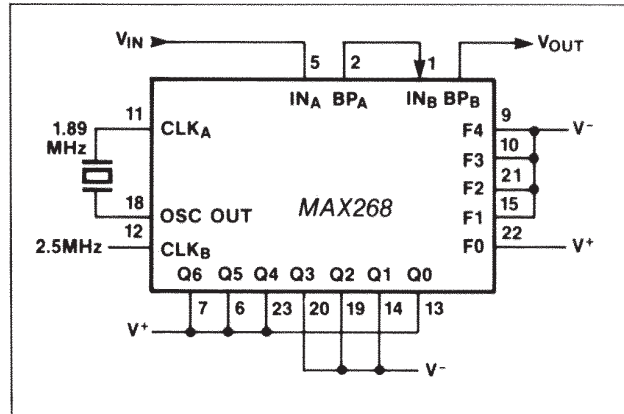 VIN VOUT
5 2 1
INA BPA INB BPB
11 CLKA
1.89 MHz
18 OSC OUT
12
2.5MHz CLKB
MAX268
F4 9 V-
F3 10
F2 21
F1 15
F0 22 V+
Q6 Q5 Q4 Q3 Q2 Q1 Q0
7 6 23 20 19 14 13
V+
V-